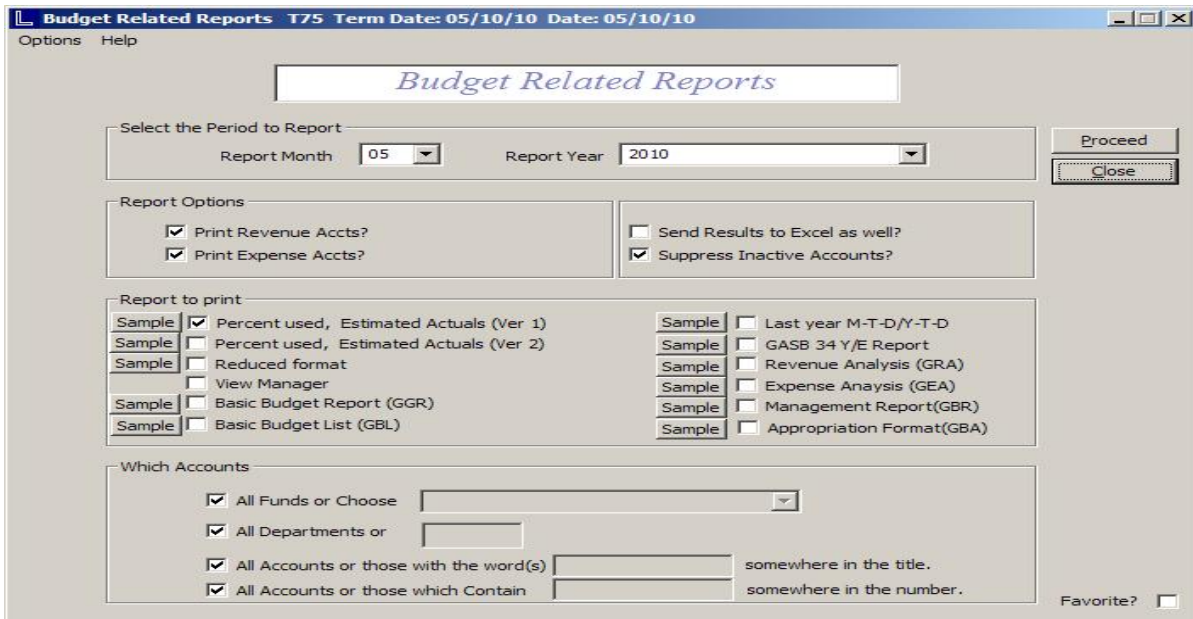 Budget Related Reports T75 Term Date: 05/10/10 Date: 05/10/10
Options Help
Budget Related Reports
Select the Period to Report
Report Month 05 Report Year 2010
Proceed
Close
Report Options
Print Revenue Accts? Send Results to Excel as well?
Print Expense Accts? Suppress Inactive Accounts?
Report to print
Sample Percent used, Estimated Actuals (Ver 1) Sample Last year M-T-D/Y-T-D
Sample Percent used, Estimated Actuals (Ver 2) Sample GASB 34 Y/E Report
Sample Reduced format Sample Revenue Analysis (GRA)
View Manager Sample Expense Anaysis (GEA)
Sample Basic Budget Report (GGR) Sample Management Report(GBR)
Sample Basic Budget List (GBL) Sample Appropriation Format(GBA)
Which Accounts
All Funds or Choose
All Departments or
All Accounts or those with the word(s) somewhere in the title.
All Accounts or those which Contain somewhere in the number.
Favorite?